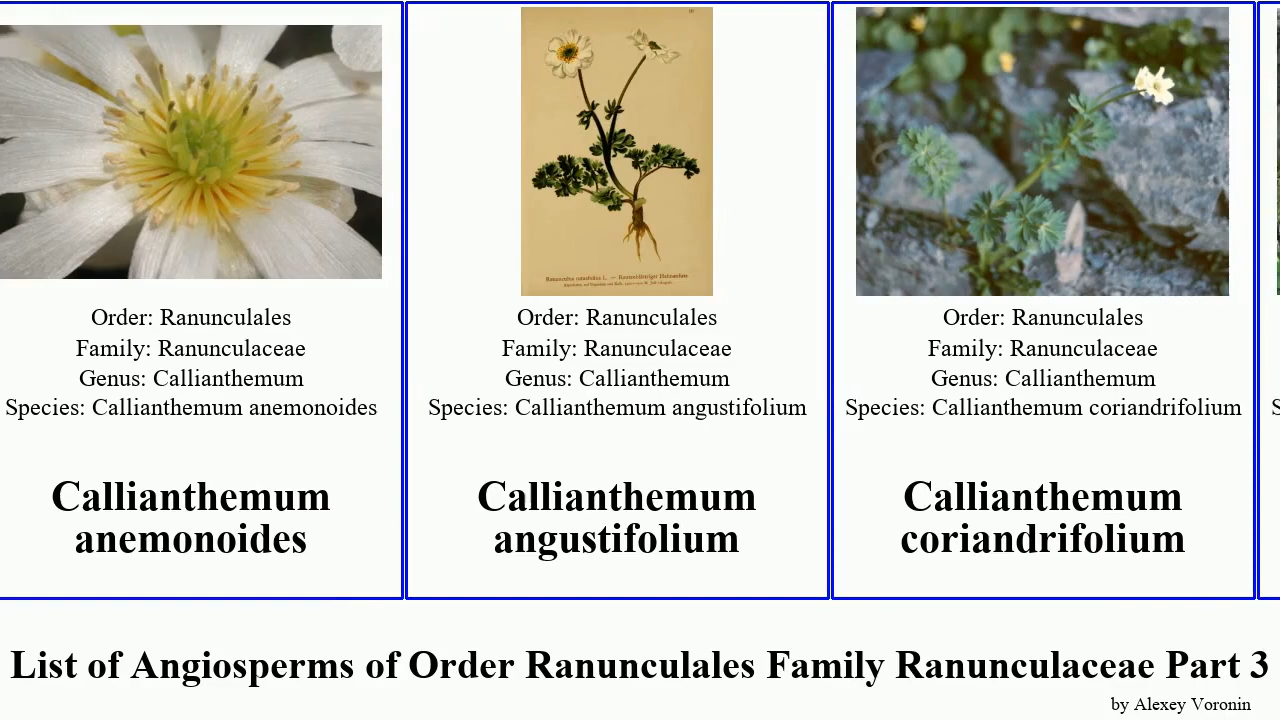 Order: Ranunculales
Family: Ranunculaceae
Genus: Callianthemum
Species: Callianthemum anemonoides
Callianthemum
anemonoides
Order: Ranunculales
Family: Ranunculaceae
Genus: Callianthemum
Species: Callianthemum angustifolium
Callianthemum
angustifolium
Order: Ranunculales
Family: Ranunculaceae
Genus: Callianthemum
Species: Callianthemum coriandrifolium
Callianthemum
coriandrifolium
S
List of Angiosperms of Order Ranunculales Family Ranunculaceae Part 3
by Alexey Voronin